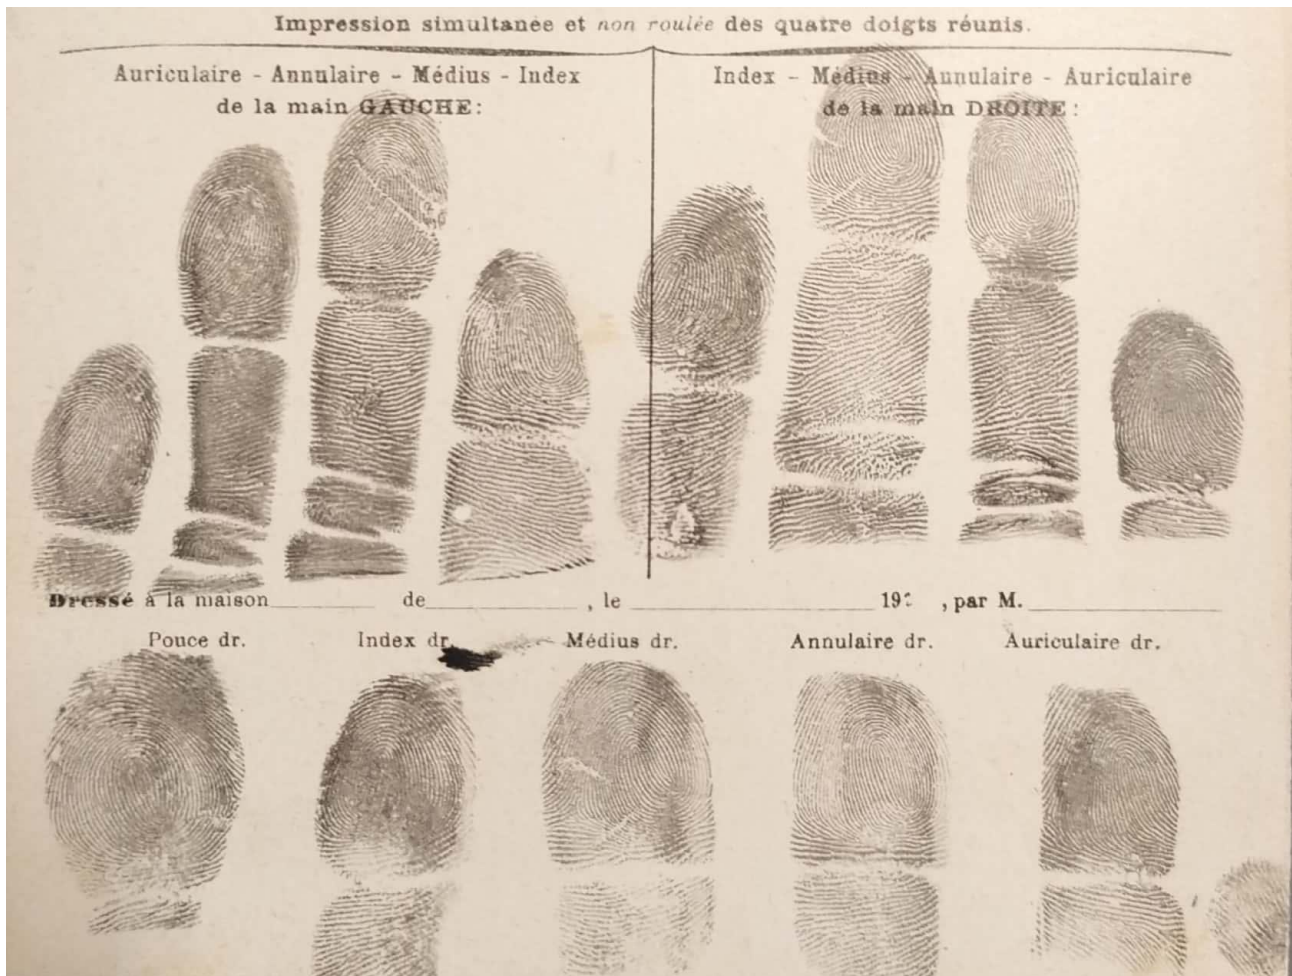 Impression simultanée et non roulée des quatre doigts réunis.
Auriculaire - Annulaire - Médius - Index
de la main GAUCHE:
Index - Médius - Annulaire - Auriculaire
de la main DROITE :
Dressé à la maison de , le 19 , par M.
Pouce dr. Index dr. Médius dr. Annulaire dr. Auriculaire dr.